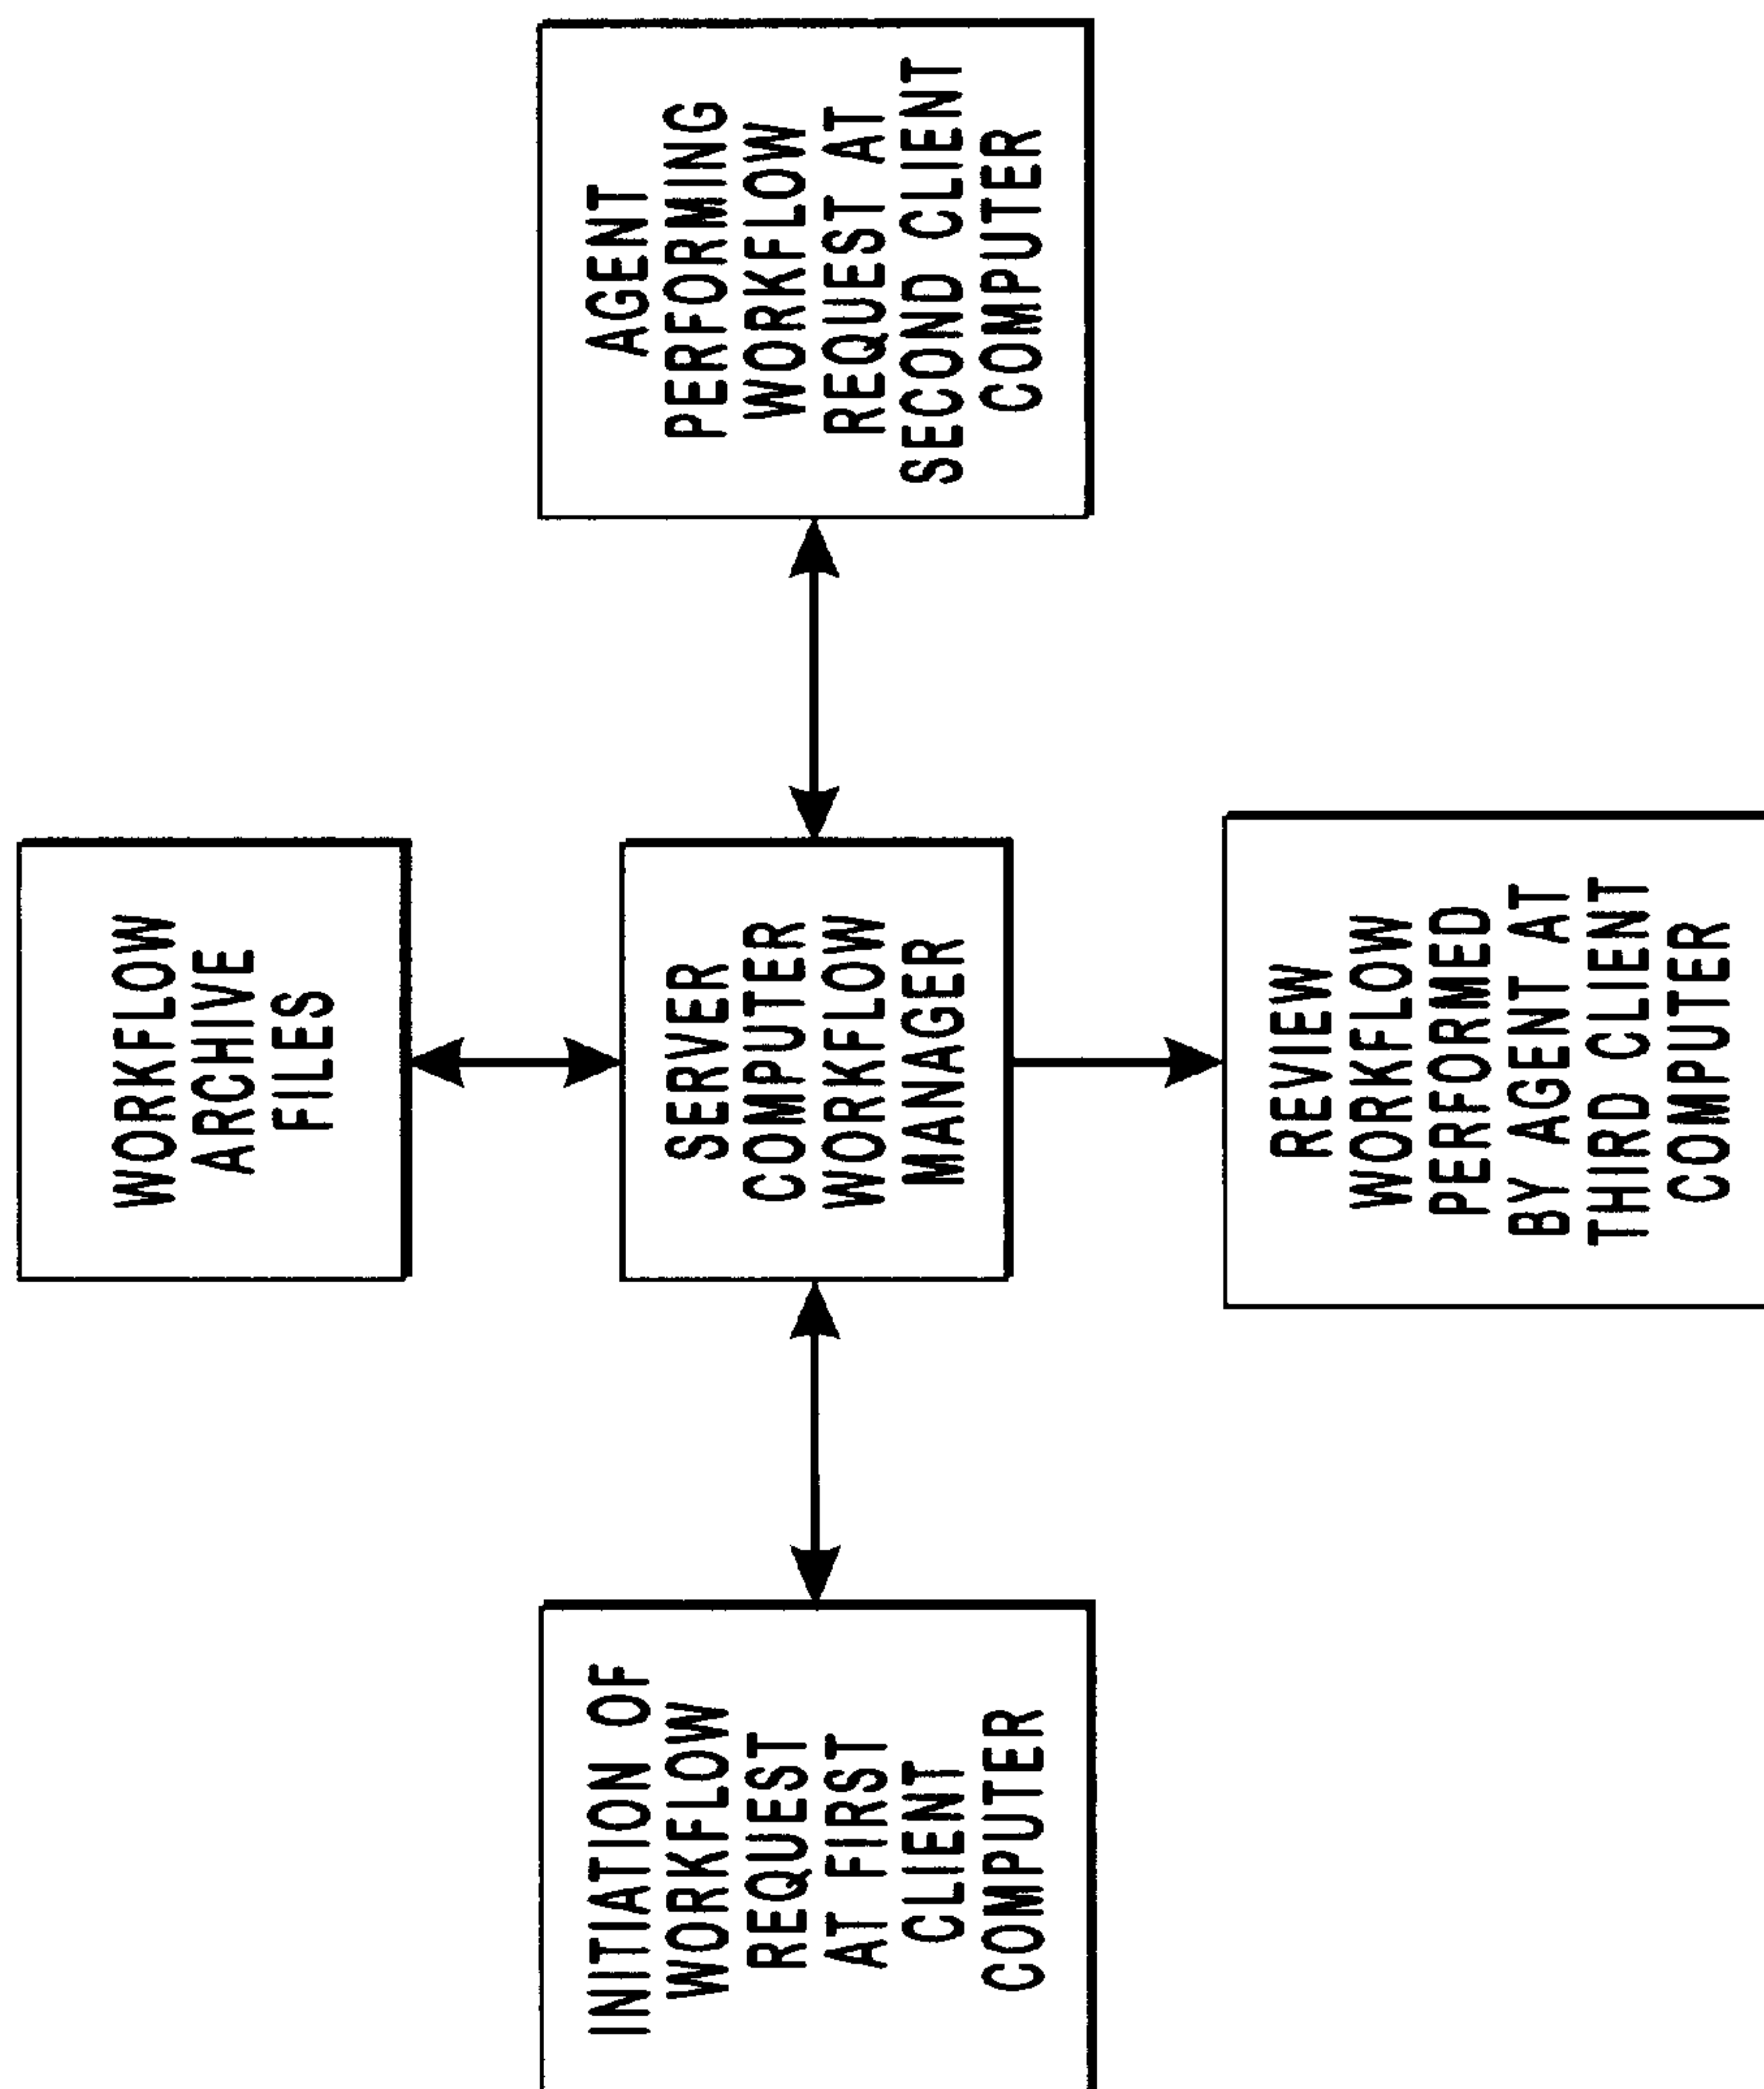 WORKFLOW
ARCHIVE
FILES
INITIATION OF
WORKFLOW
REQUEST
AT FIRST
CLIENT
COMPUTER
SERVER
COMPUTER
WORKFLOW
MANAGER
AGENT
PERFORMING
WORKFLOW
REQUEST AT
SECOND CLIENT
COMPUTER
REVIEW
WORKFLOW
PERFORMED
BY AGENT AT
THIRD CLIENT
COMPUTER